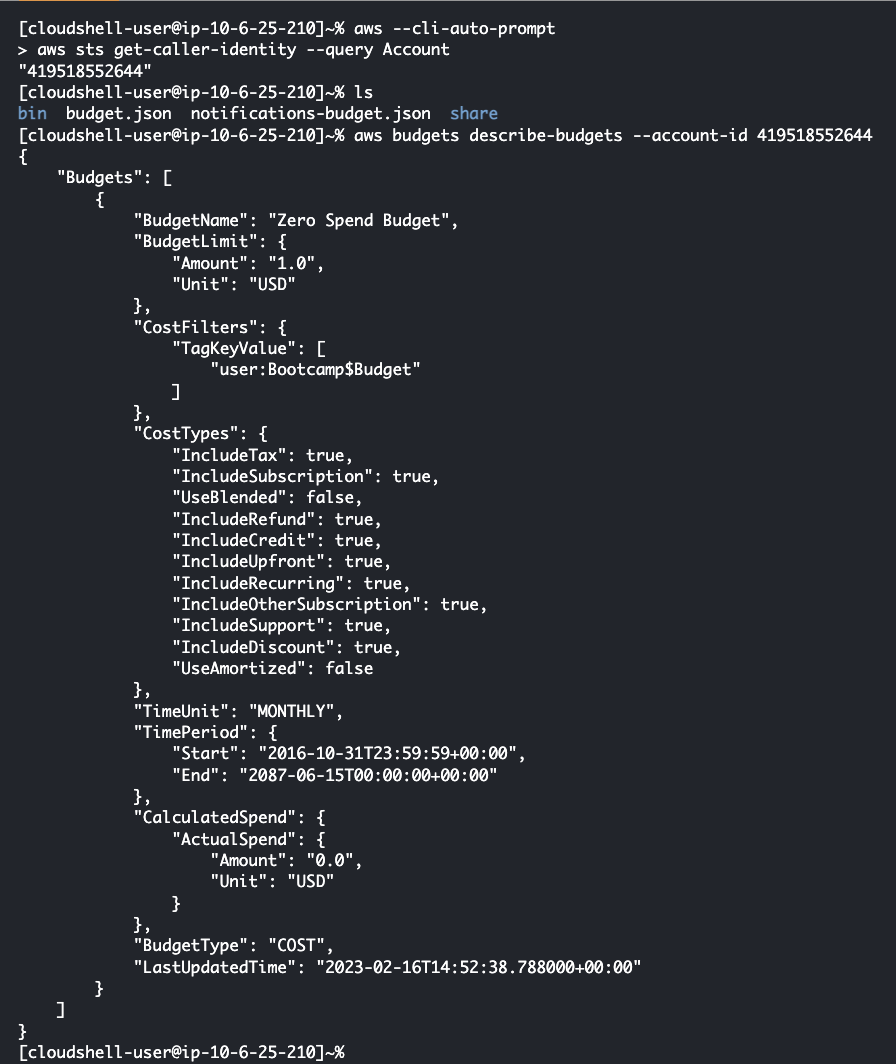 [cloudshell-user@ip-10-6-25-210]~% aws --cli-auto-prompt
> aws sts get-caller-identity --query Account
"419518552644"
[cloudshell-user@ip-10-6-25-210]~% ls
bin  budget.json  notifications-budget.json  share
[cloudshell-user@ip-10-6-25-210]~% aws budgets describe-budgets --account-id 419518552644
{
    "Budgets": [
        {
            "BudgetName": "Zero Spend Budget",
            "BudgetLimit": {
                "Amount": "1.0",
                "Unit": "USD"
            },
            "CostFilters": {
                "TagKeyValue": [
                    "user:Bootcamp$Budget"
                ]
            },
            "CostTypes": {
                "IncludeTax": true,
                "IncludeSubscription": true,
                "UseBlended": false,
                "IncludeRefund": true,
                "IncludeCredit": true,
                "IncludeUpfront": true,
                "IncludeRecurring": true,
                "IncludeOtherSubscription": true,
                "IncludeSupport": true,
                "IncludeDiscount": true,
                "UseAmortized": false
            },
            "TimeUnit": "MONTHLY",
            "TimePeriod": {
                "Start": "2016-10-31T23:59:59+00:00",
                "End": "2087-06-15T00:00:00+00:00"
            },
            "CalculatedSpend": {
                "ActualSpend": {
                    "Amount": "0.0",
                    "Unit": "USD"
                }
            },
            "BudgetType": "COST",
            "LastUpdatedTime": "2023-02-16T14:52:38.788000+00:00"
        }
    ]
}
[cloudshell-user@ip-10-6-25-210]~%